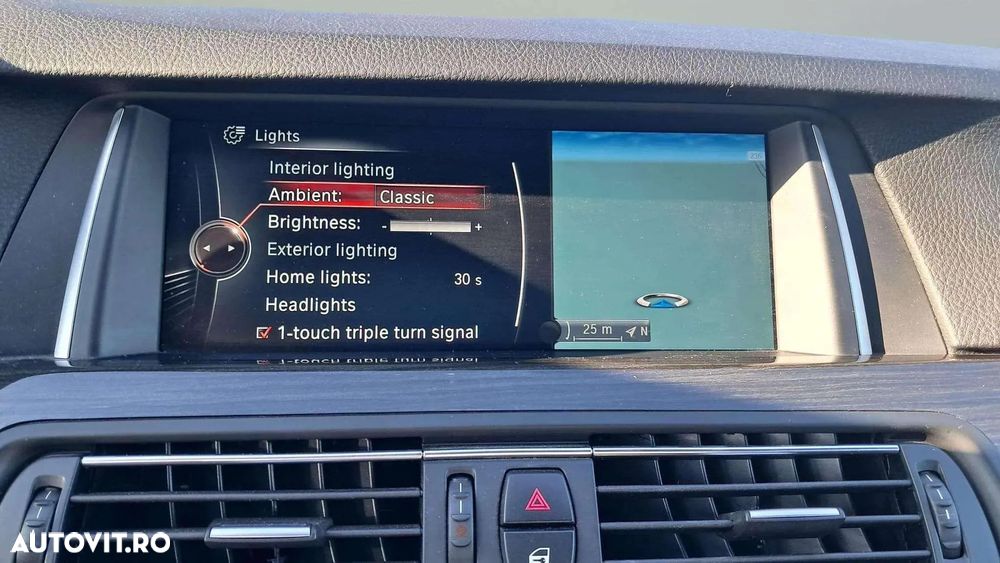 Lights
Interior lighting
Ambient: Classic
Brightness: - +
Exterior lighting
Home lights: 30 s
Headlights
1-touch triple turn signal
236
25 m N
AUTOVIT.RO